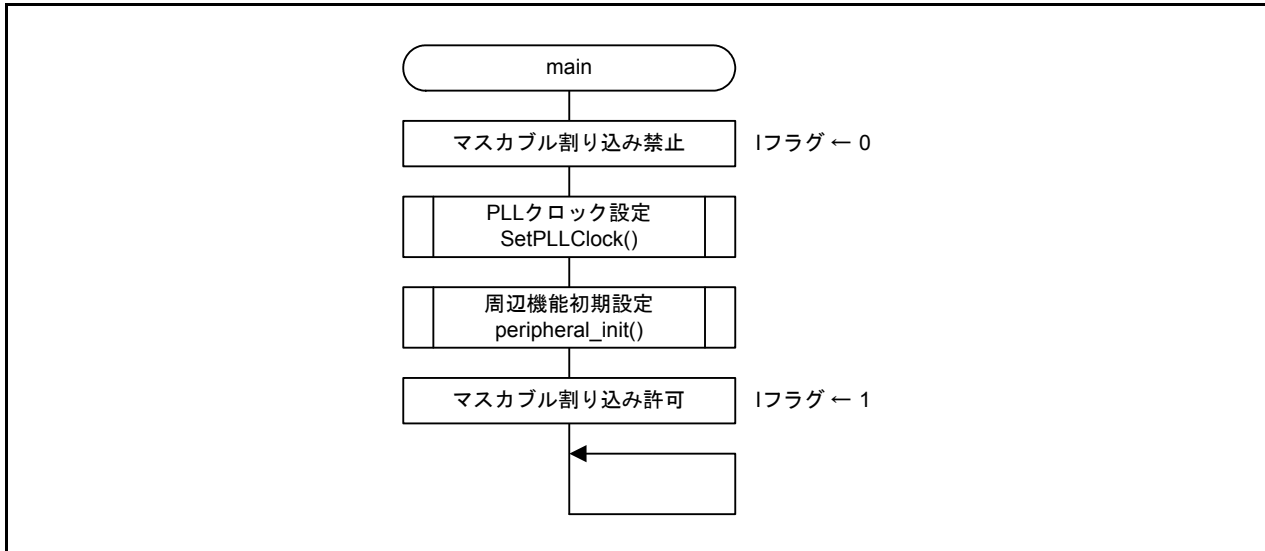 main
マスカブル割り込み禁止 Iフラグ ← 0
PLLクロック設定
SetPLLClock()
周辺機能初期設定
peripheral_init()
マスカブル割り込み許可 Iフラグ ← 1